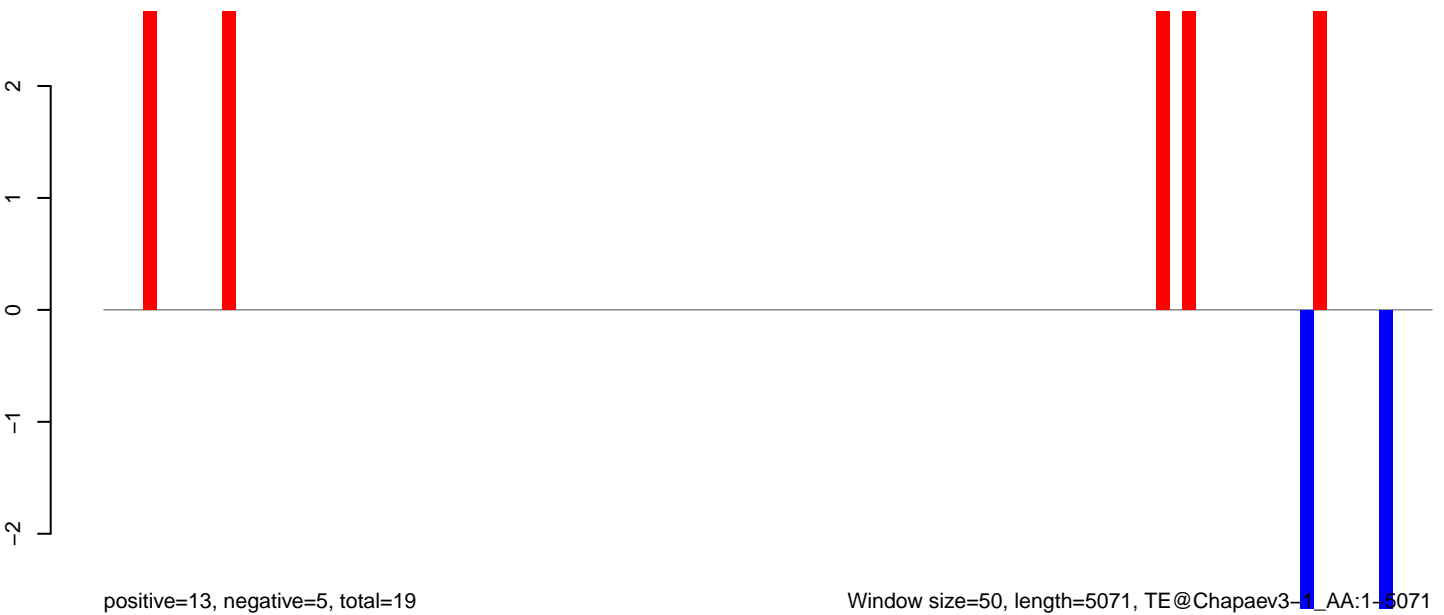 2
1
0
−1
−2
positive=13, negative=5, total=19
Window size=50, length=5071, TE@Chapaev3−1_AA:1−5071